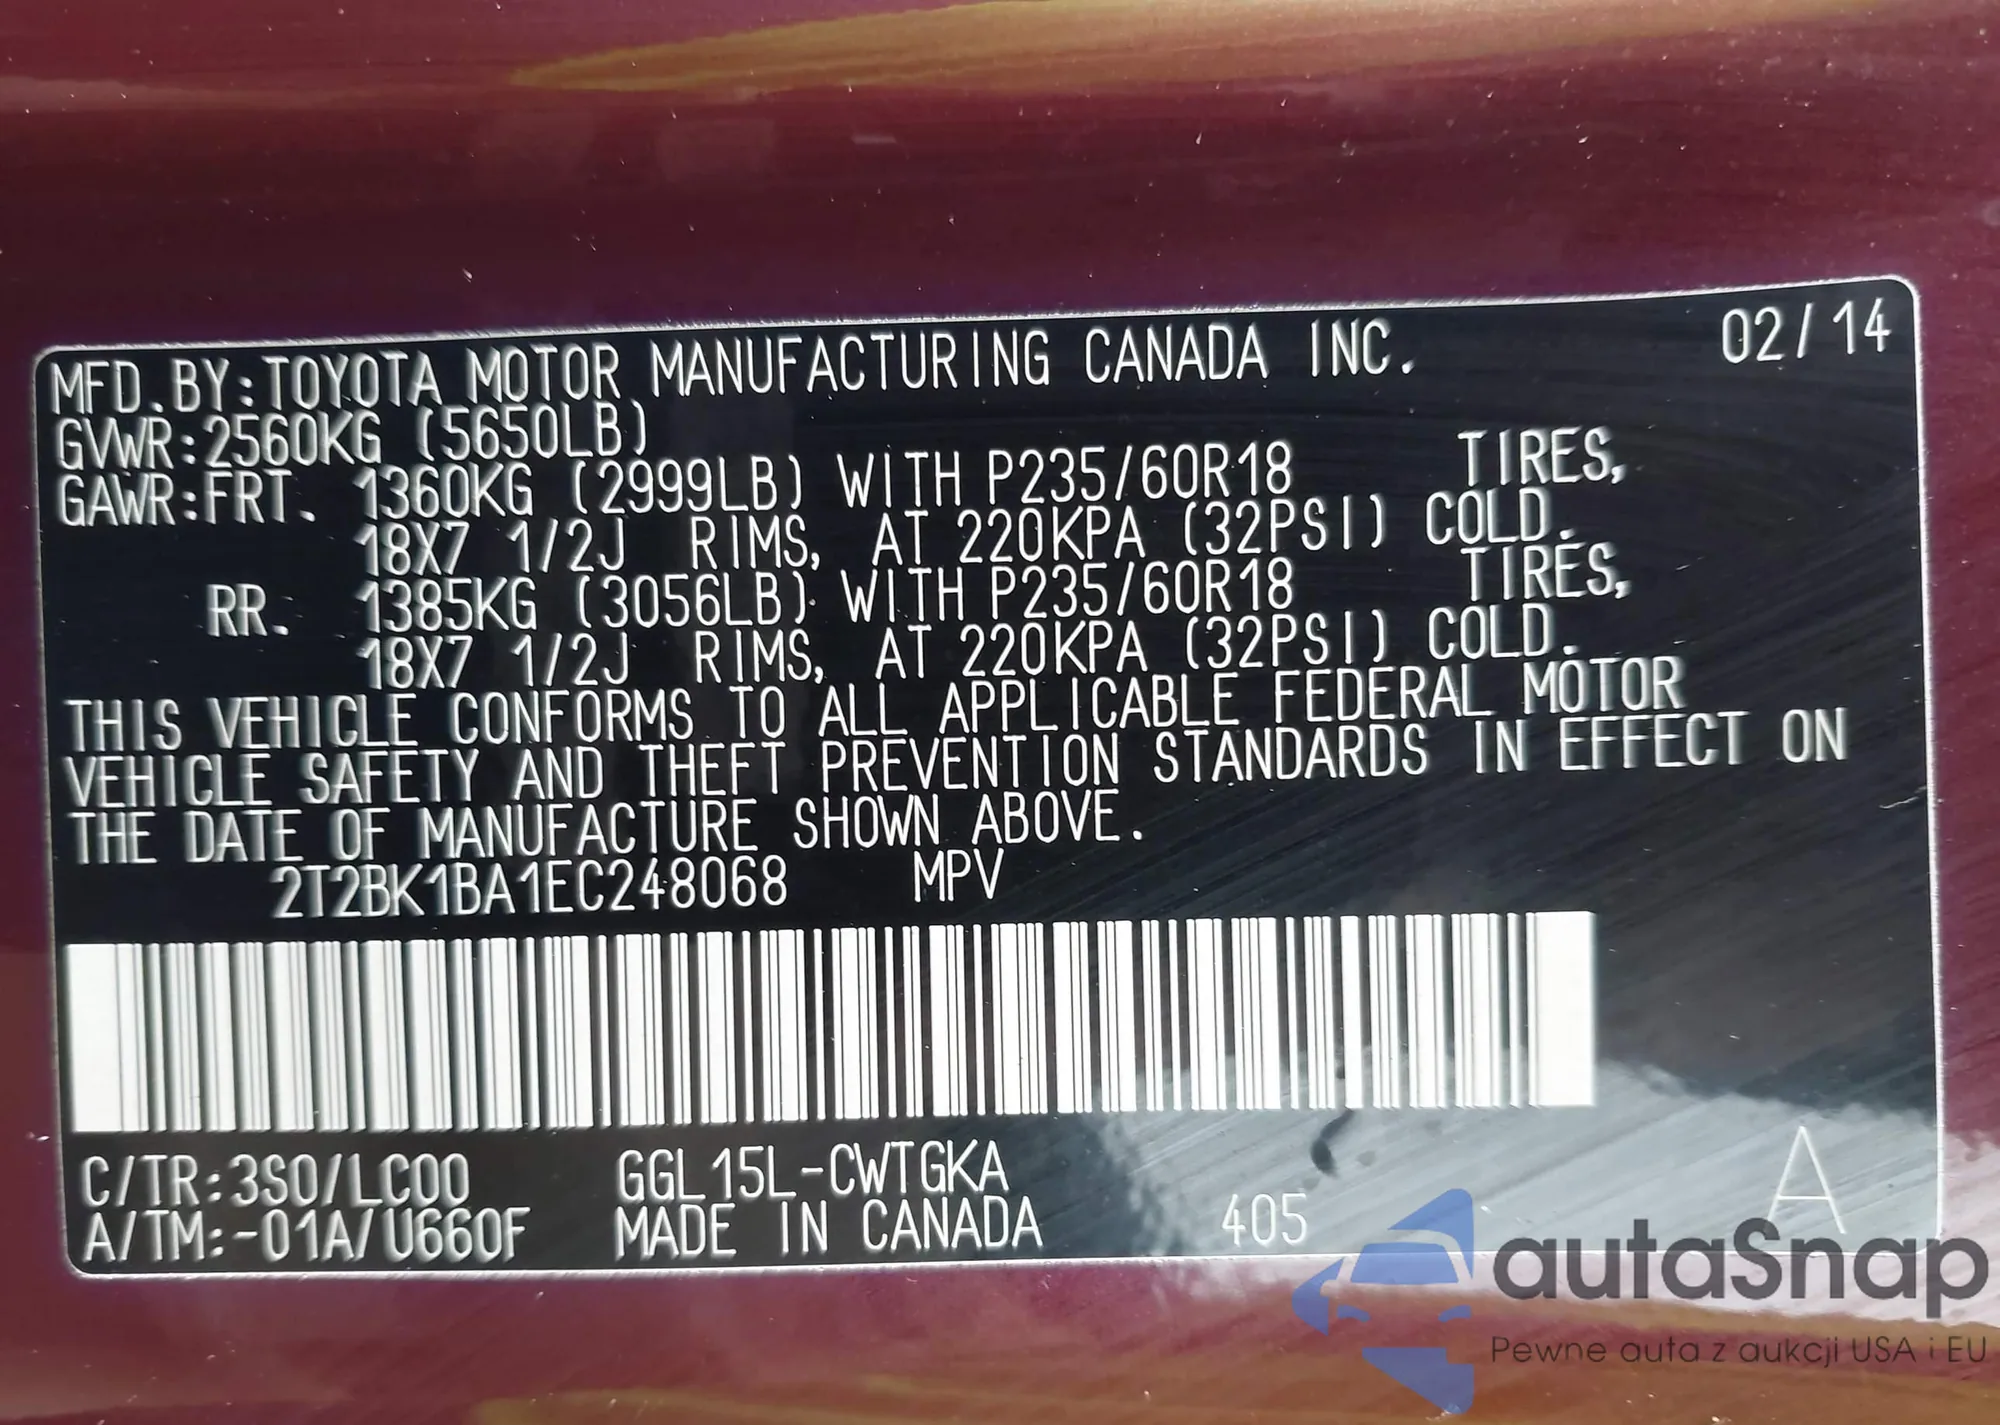 MFD.BY:TOYOTA MOTOR MANUFACTURING CANADA INC. 02/14
GVWR:2560KG (5650LB)
GAWR:FRT. 1360KG (2999LB) WITH P235/60R18 TIRES,
18X7 1/2J RIMS, AT 220KPA (32PSI) COLD.
RR. 1385KG (3056LB) WITH P235/60R18 TIRES,
18X7 1/2J RIMS, AT 220KPA (32PSI) COLD.
THIS VEHICLE CONFORMS TO ALL APPLICABLE FEDERAL MOTOR
VEHICLE SAFETY AND THEFT PREVENTION STANDARDS IN EFFECT ON
THE DATE OF MANUFACTURE SHOWN ABOVE.
2T2BK1BA1EC248068 MPV
C/TR:3S0/LC00 GGL15L-CWTGKA
A/TM:-01A/U660F MADE IN CANADA 405 A
autaSnap
Pewne auta z aukcji USA i EU